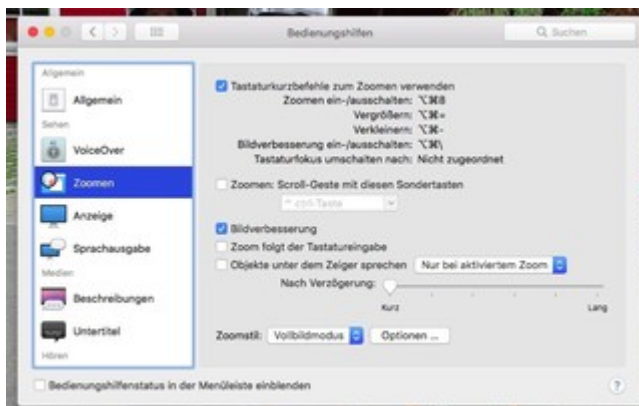 Bedienungshilfen
Suchen
Allgemein
Allgemein
Sehen
VoiceOver
Zoomen
Anzeige
Sprachausgabe
Medien
Beschreibungen
Untertitel
Hören
Tastaturkurzbefehle zum Zoomen verwenden
Zoomen ein-/ausschalten: ⌥⌘8
Vergrößern: ⌥⌘=
Verkleinern: ⌥⌘-
Bildverbesserung ein-/ausschalten: ⌥⌘\
Tastaturfokus umschalten nach: Nicht zugeordnet
Zoomen: Scroll-Geste mit diesen Sondertasten
^ ctrl-Taste
Bildverbesserung
Zoom folgt der Tastatureingabe
Objekte unter dem Zeiger sprechen Nur bei aktiviertem Zoom
Nach Verzögerung:
Kurz Lang
Zoomstil: Vollbildmodus Optionen ...
Bedienungshilfenstatus in der Menüleiste einblenden
?